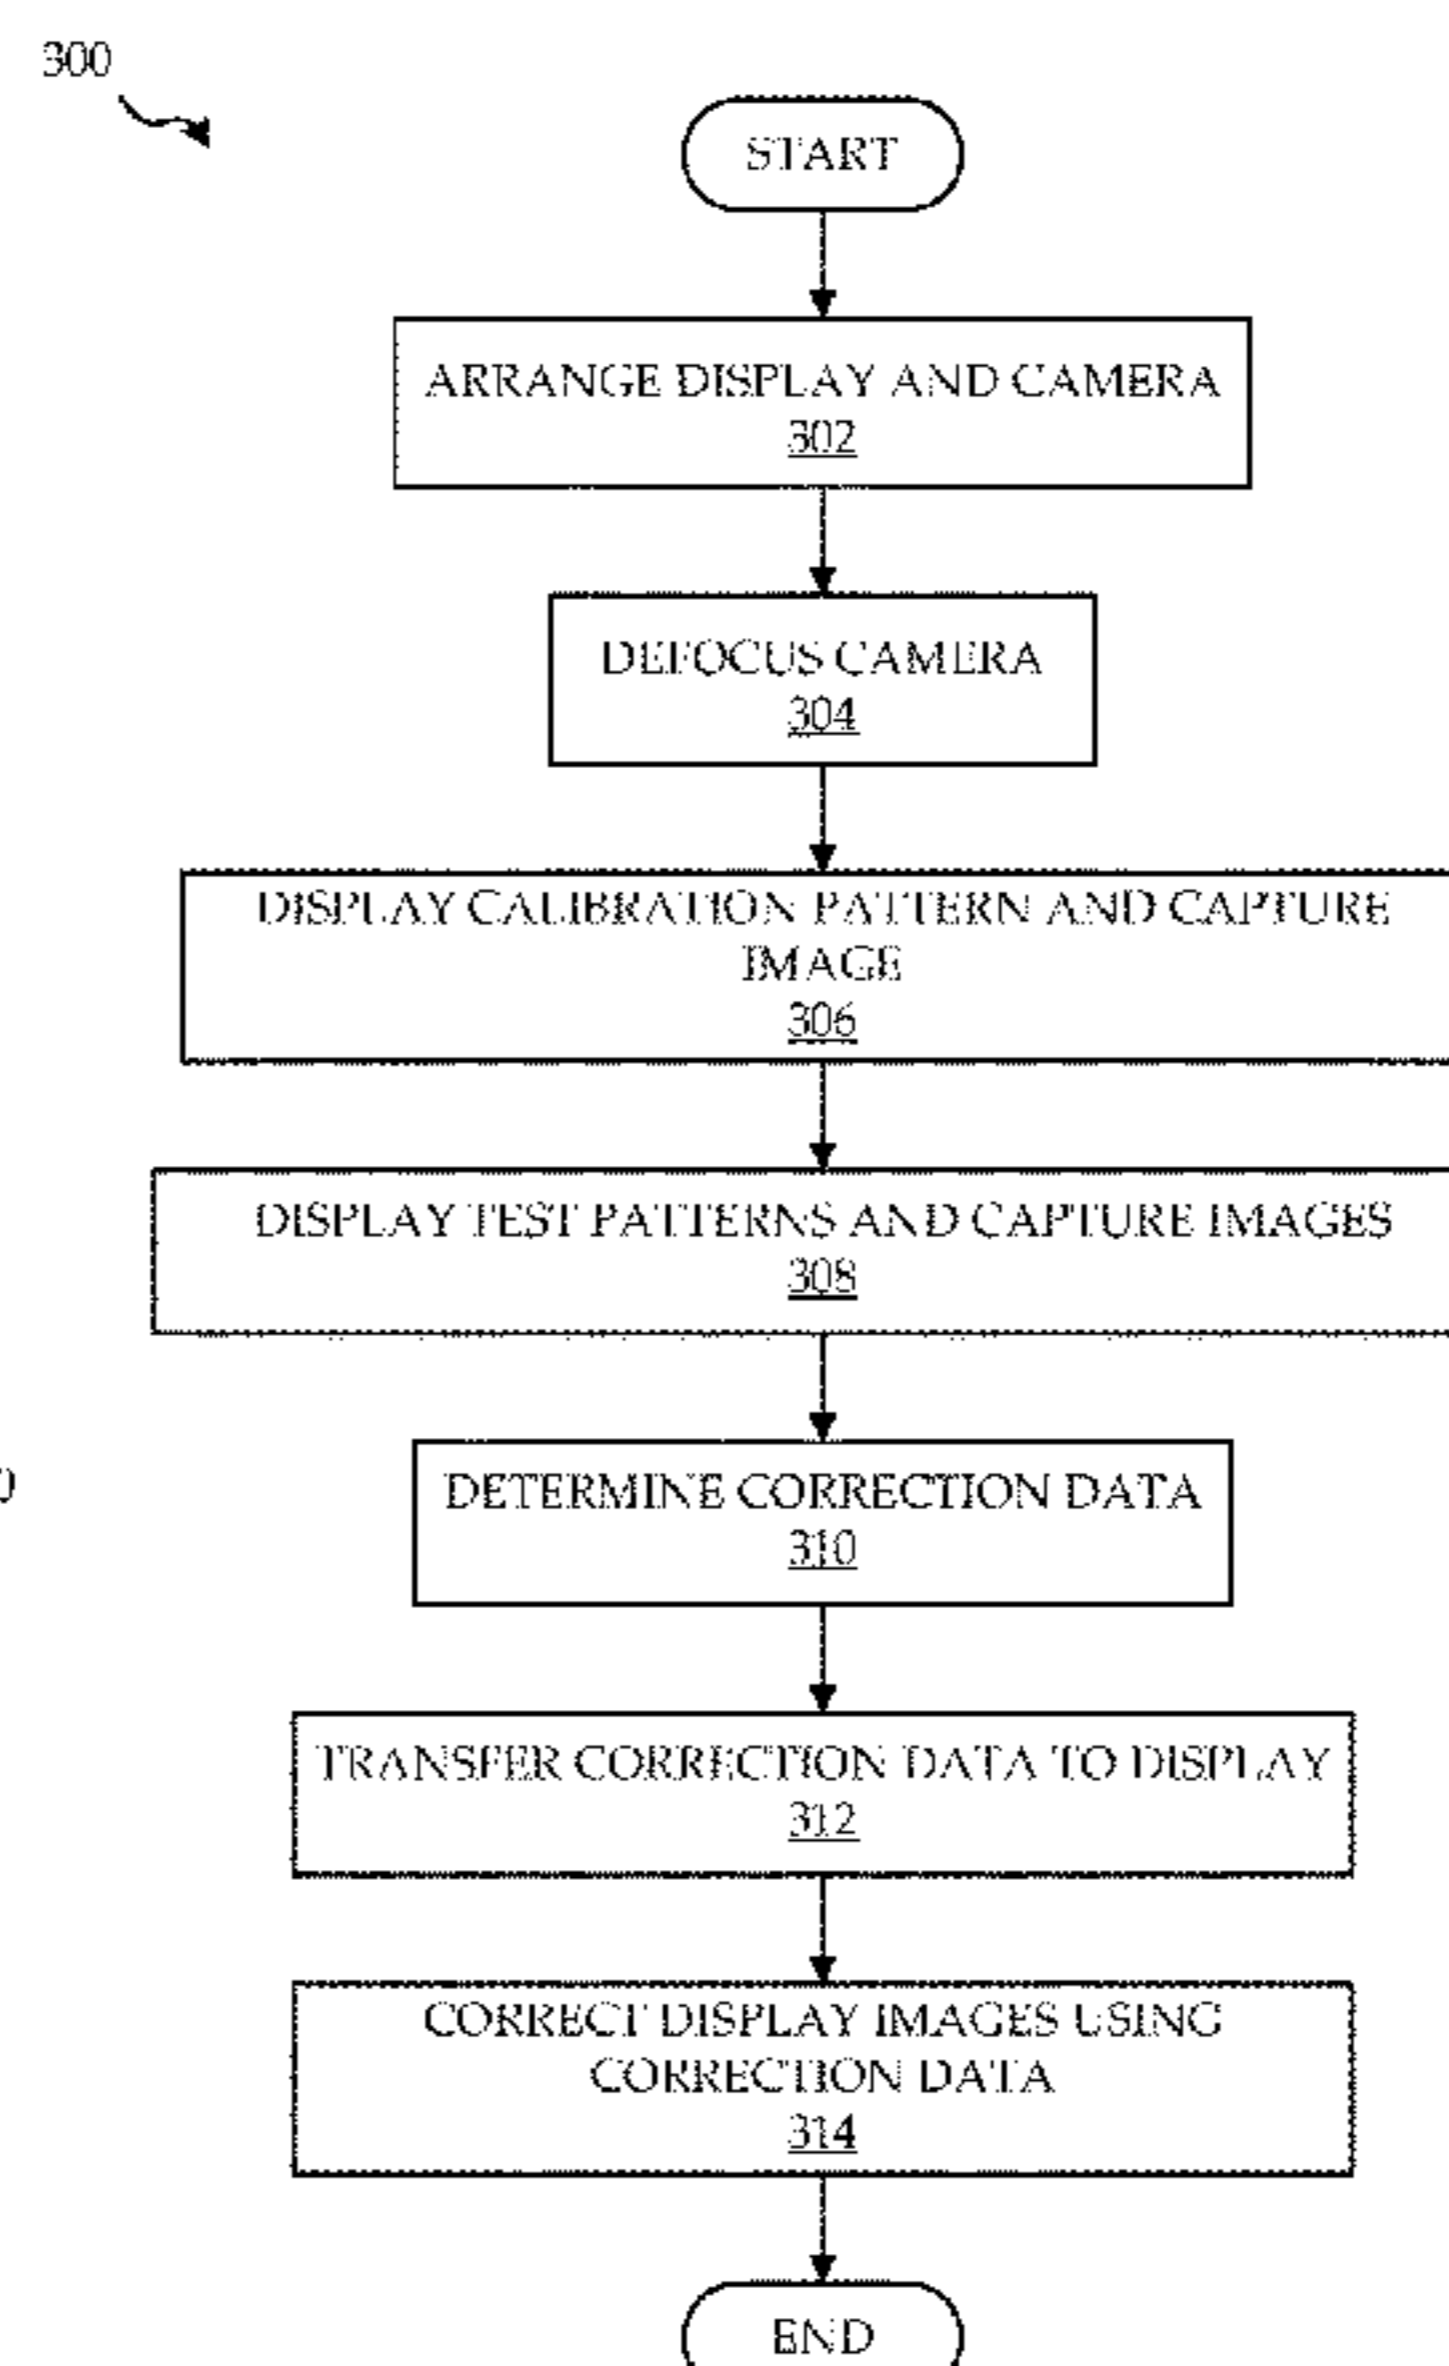 300
START
ARRANGE DISPLAY AND CAMERA
302
DEFOCUS CAMERA
304
DISPLAY CALIBRATION PATTERN AND CAPTURE
IMAGE
306
DISPLAY TEST PATTERNS AND CAPTURE IMAGES
308
DETERMINE CORRECTION DATA
310
TRANSFER CORRECTION DATA TO DISPLAY
312
CORRECT DISPLAY IMAGES USING
CORRECTION DATA
314
END